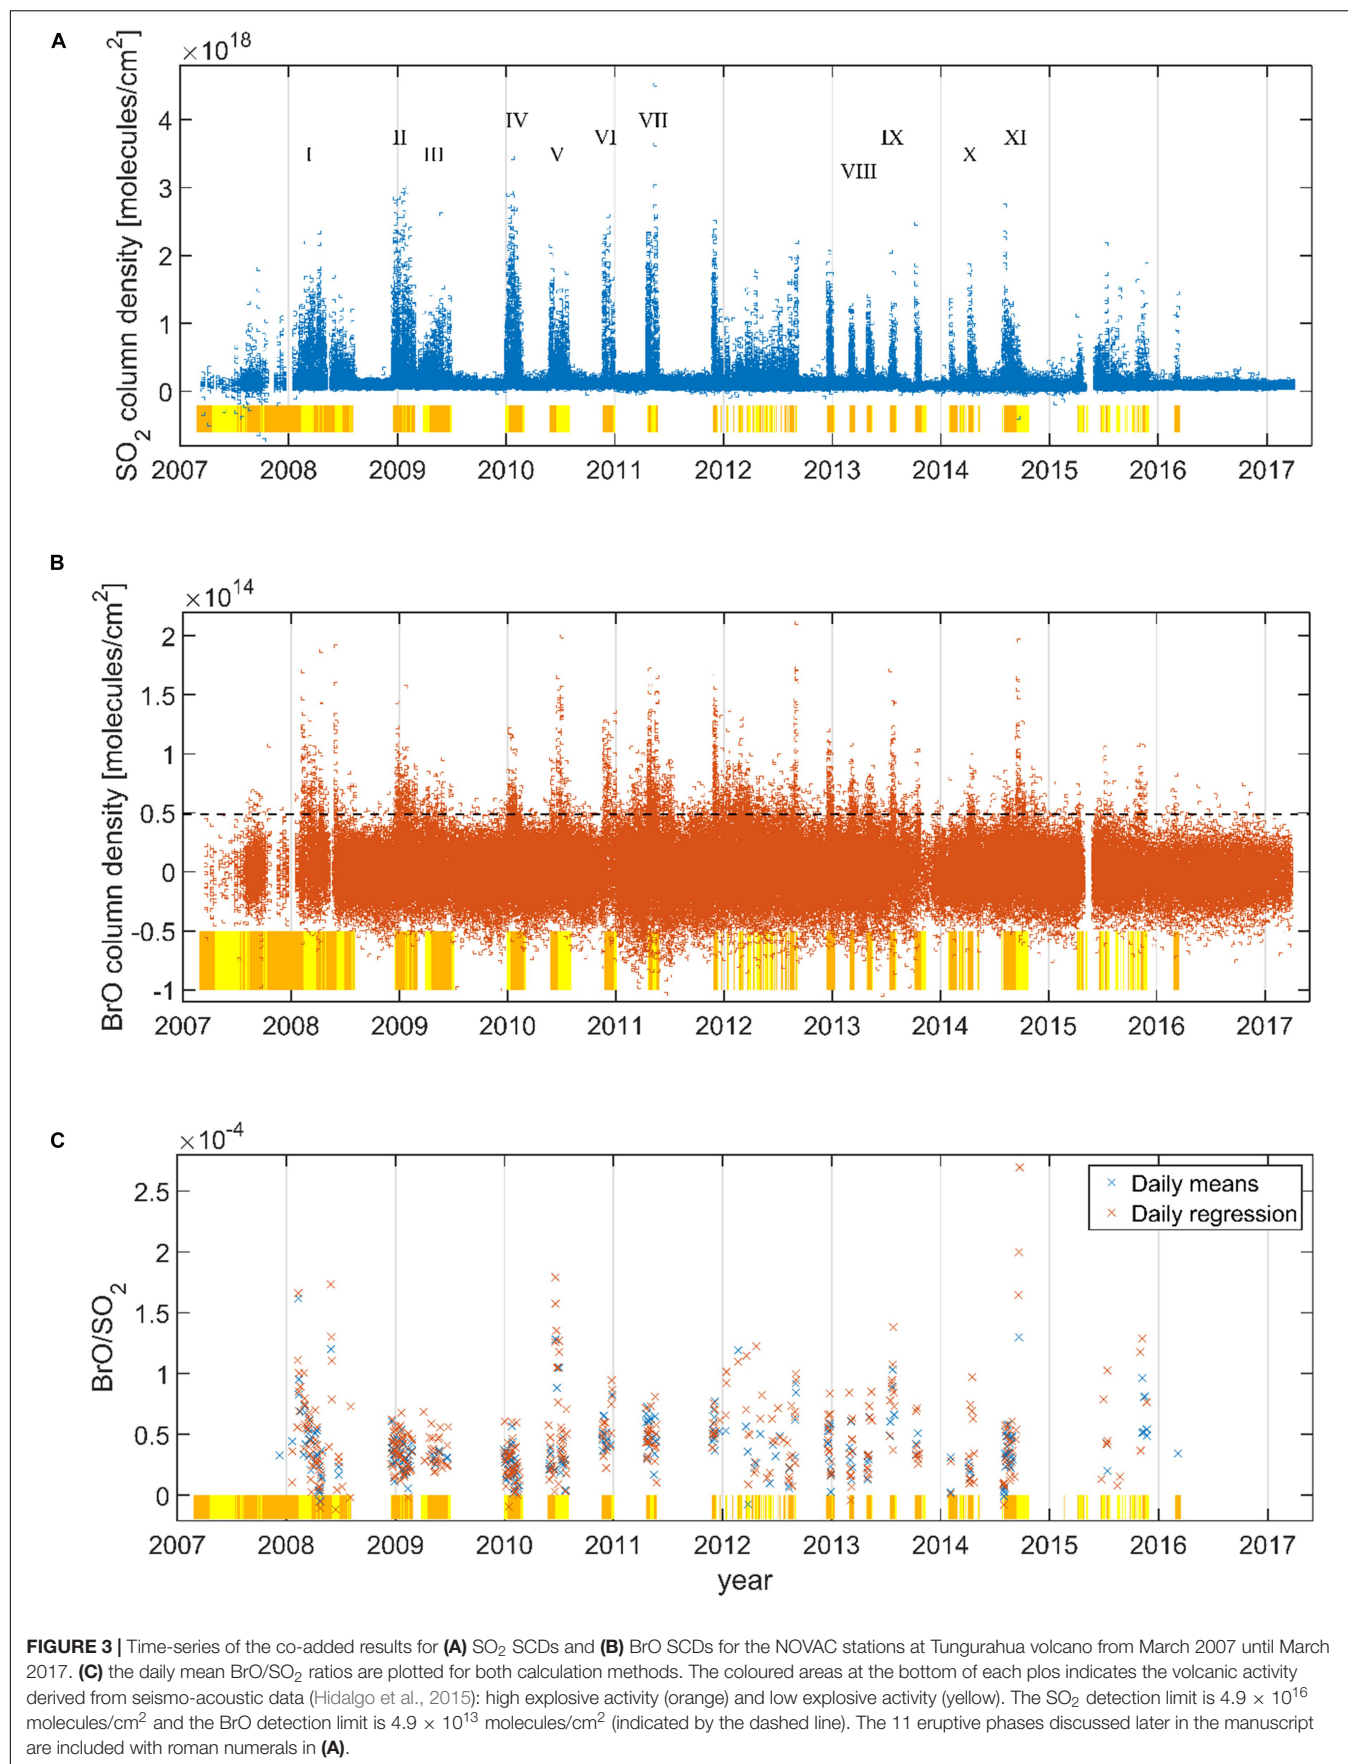 A
×10^18
SO2 column density [molecules/cm2]
4
3
2
1
0
I
II
III
IV
V
VI
VII
VIII
IX
X
XI
2007 2008 2009 2010 2011 2012 2013 2014 2015 2016 2017
B
×10^14
BrO column density [molecules/cm2]
2
1.5
1
0.5
0
-0.5
-1
2007 2008 2009 2010 2011 2012 2013 2014 2015 2016 2017
C
×10^-4
BrO/SO2
2.5
2
1.5
1
0.5
0
Daily means
Daily regression
2007 2008 2009 2010 2011 2012 2013 2014 2015 2016 2017
year
FIGURE 3 | Time-series of the co-added results for (A) SO2 SCDs and (B) BrO SCDs for the NOVAC stations at Tungurahua volcano from March 2007 until March
2017. (C) the daily mean BrO/SO2 ratios are plotted for both calculation methods. The coloured areas at the bottom of each plos indicates the volcanic activity
derived from seismo-acoustic data (Hidalgo et al., 2015): high explosive activity (orange) and low explosive activity (yellow). The SO2 detection limit is 4.9 × 10^16
molecules/cm2 and the BrO detection limit is 4.9 × 10^13 molecules/cm2 (indicated by the dashed line). The 11 eruptive phases discussed later in the manuscript
are included with roman numerals in (A).